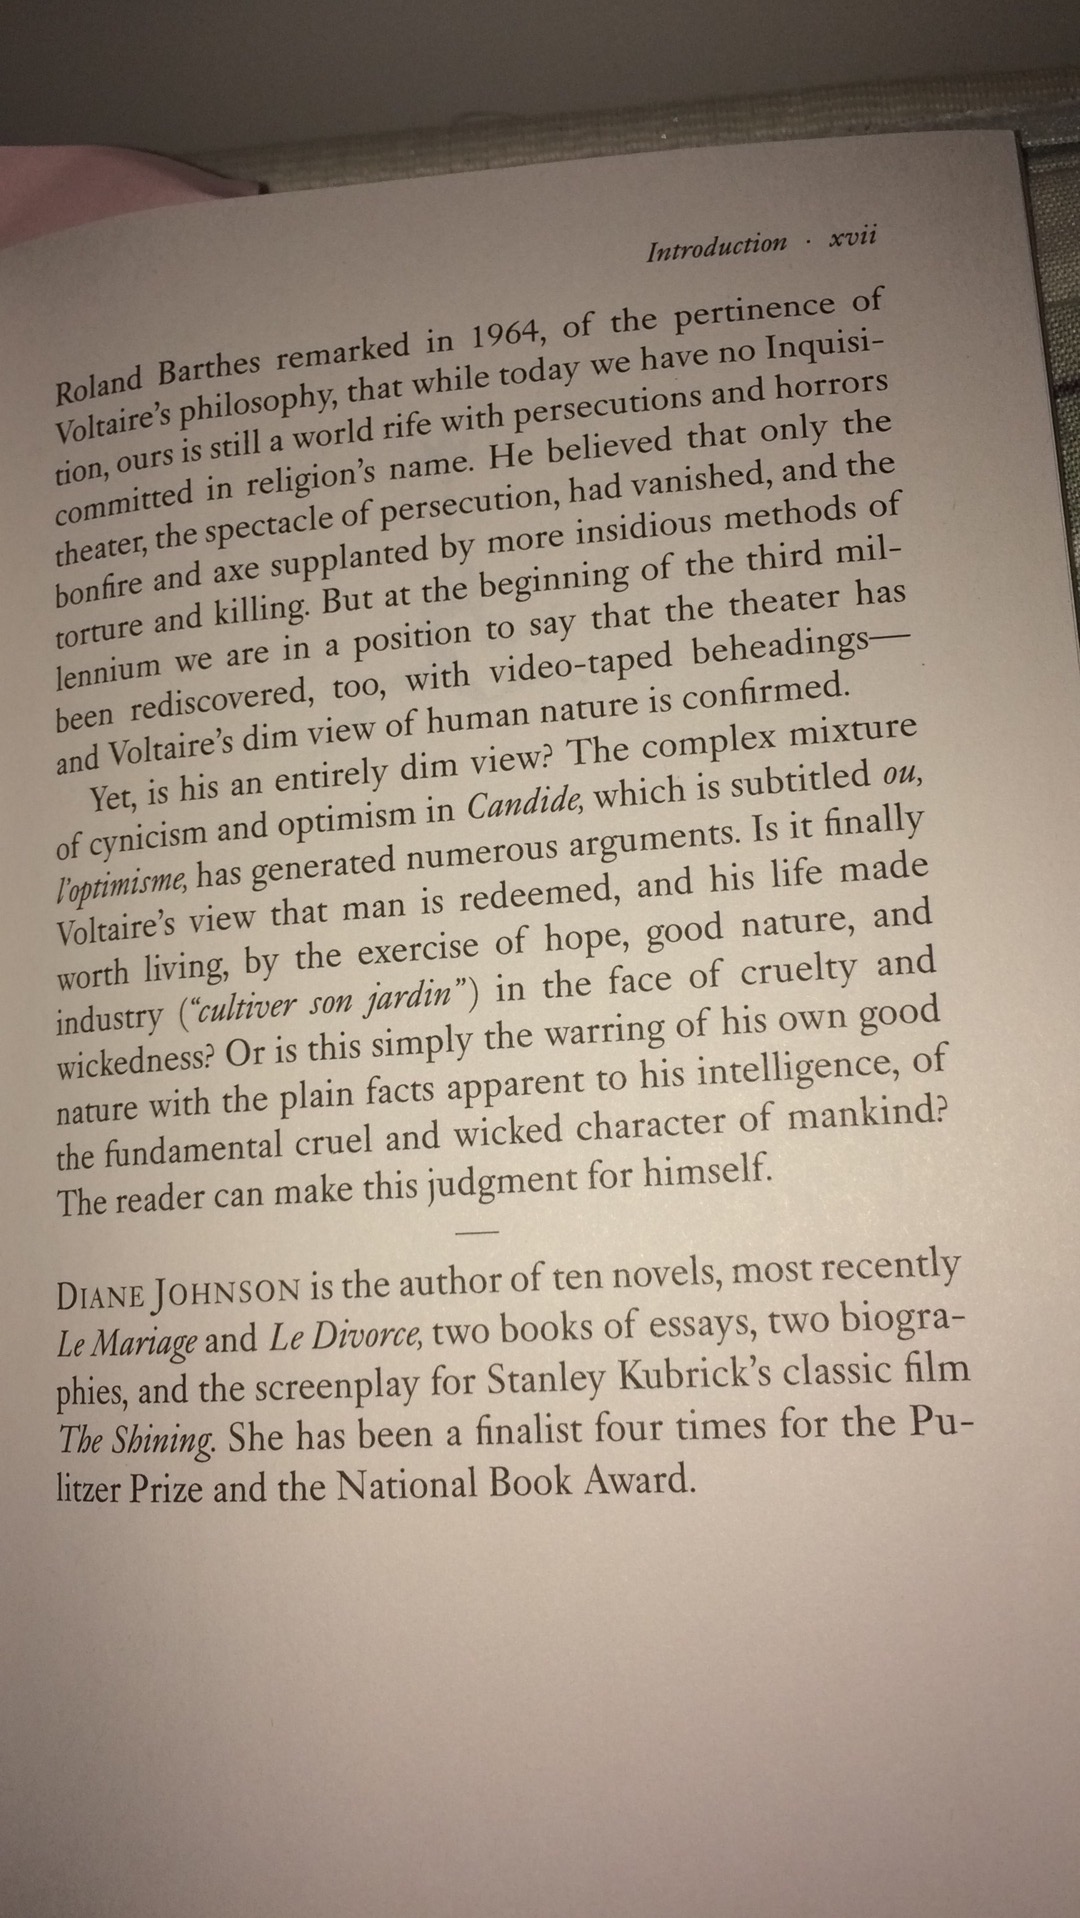 Introduction · xvii
Roland Barthes remarked in 1964, of the pertinence of
Voltaire's philosophy, that while today we have no Inquisi-
tion, ours is still a world rife with persecutions and horrors
committed in religion's name. He believed that only the
theater, the spectacle of persecution, had vanished, and the
bonfire and axe supplanted by more insidious methods of
torture and killing. But at the beginning of the third mil-
lennium we are in a position to say that the theater has
been rediscovered, too, with video-taped beheadings—
and Voltaire's dim view of human nature is confirmed.
Yet, is his an entirely dim view? The complex mixture
of cynicism and optimism in Candide, which is subtitled ou,
l'optimisme, has generated numerous arguments. Is it finally
Voltaire's view that man is redeemed, and his life made
worth living, by the exercise of hope, good nature, and
industry ("cultiver son jardin") in the face of cruelty and
wickedness? Or is this simply the warring of his own good
nature with the plain facts apparent to his intelligence, of
the fundamental cruel and wicked character of mankind?
The reader can make this judgment for himself.
DIANE JOHNSON is the author of ten novels, most recently
Le Mariage and Le Divorce, two books of essays, two biogra-
phies, and the screenplay for Stanley Kubrick's classic film
The Shining. She has been a finalist four times for the Pu-
litzer Prize and the National Book Award.